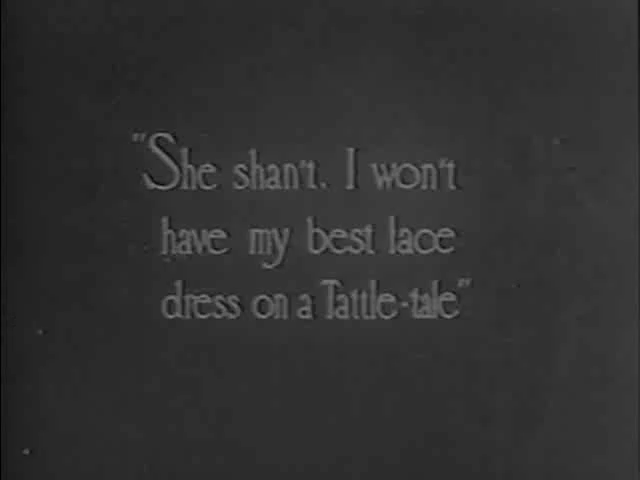 "She shan't. I won't
have my best lace
dress on a Tattle-tale"